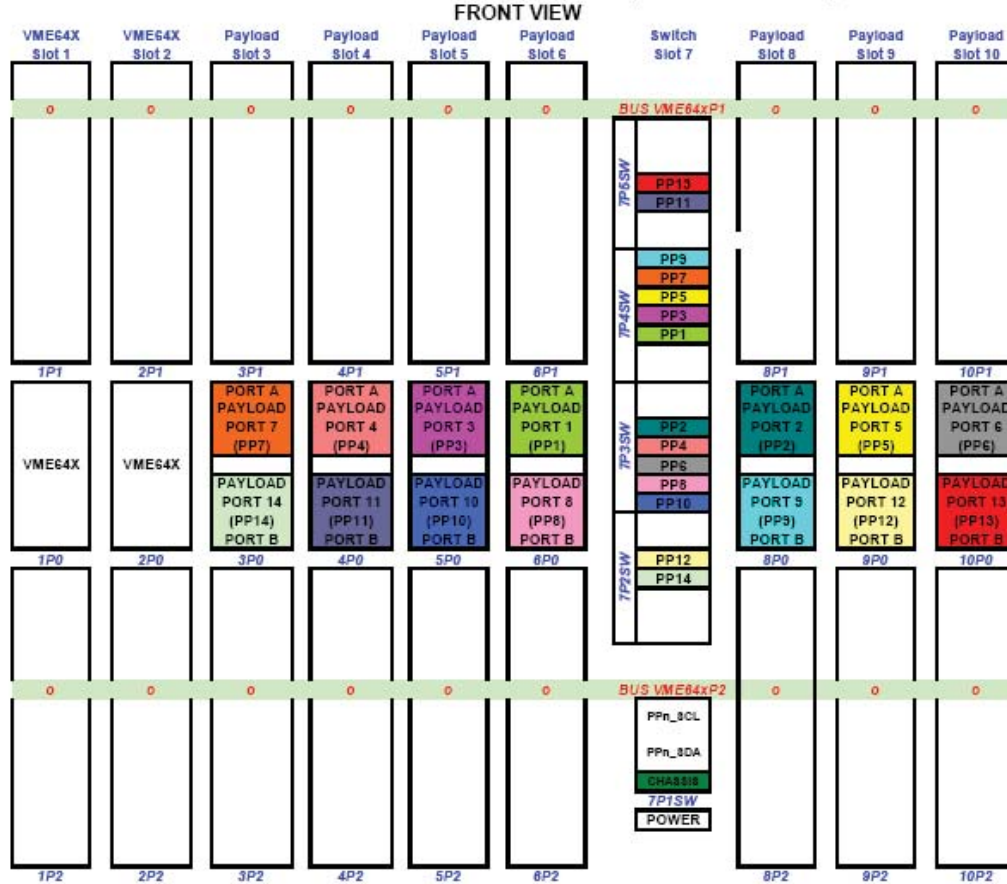 FRONT VIEW
VME64X VME64X Payload Payload Payload Payload Switch Payload Payload Payload
Slot 1 Slot 2 Slot 3 Slot 4 Slot 5 Slot 6 Slot 7 Slot 8 Slot 9 Slot 10
o o o o o o BUS VME64xP1 o o o
7P5SW
PP13
PP11
7P4SW
PP9
PP7
PP5
PP3
PP1
1P1 2P1 3P1 4P1 5P1 6P1 8P1 9P1 10P1
VME64X
VME64X
PORT A
PAYLOAD
PORT 7
(PP7)
PAYLOAD
PORT 14
(PP14)
PORT B
PORT A
PAYLOAD
PORT 4
(PP4)
PAYLOAD
PORT 11
(PP11)
PORT B
PORT A
PAYLOAD
PORT 3
(PP3)
PAYLOAD
PORT 10
(PP10)
PORT B
PORT A
PAYLOAD
PORT 1
(PP1)
PAYLOAD
PORT 8
(PP8)
PORT B
7P3SW
PP2
PP4
PP6
PP8
PP10
7P2SW
PP12
PP14
PORT A
PAYLOAD
PORT 2
(PP2)
PAYLOAD
PORT 9
(PP9)
PORT B
PORT A
PAYLOAD
PORT 5
(PP5)
PAYLOAD
PORT 12
(PP12)
PORT B
PORT A
PAYLOAD
PORT 6
(PP6)
PAYLOAD
PORT 13
(PP13)
PORT B
1P0 2P0 3P0 4P0 5P0 6P0 8P0 9P0 10P0
o o o o o o BUS VME64xP2 o o o
PPn_SCL
PPn_SDA
CHASSIS
7P1SW
POWER
1P2 2P2 3P2 4P2 5P2 6P2 8P2 9P2 10P2